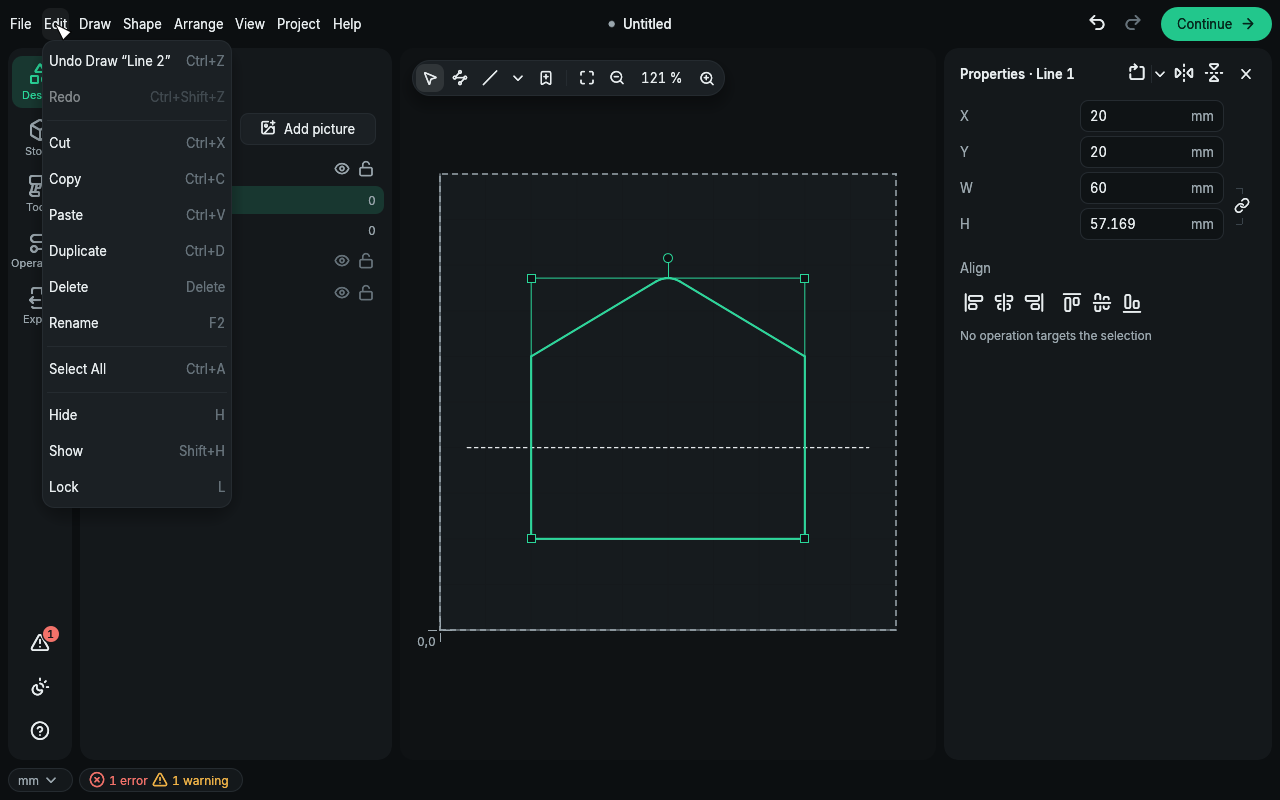 File Edit Draw Shape Arrange View Project Help
Untitled
Continue
Undo Draw “Line 2” Ctrl+Z
Redo Ctrl+Shift+Z
Cut Ctrl+X
Copy Ctrl+C
Paste Ctrl+V
Duplicate Ctrl+D
Delete Delete
Rename F2
Select All Ctrl+A
Hide H
Show Shift+H
Lock L
Add picture
0
0
121 %
0,0
Properties · Line 1
X 20 mm
Y 20 mm
W 60 mm
H 57.169 mm
Align
No operation targets the selection
1
mm
1 error 1 warning